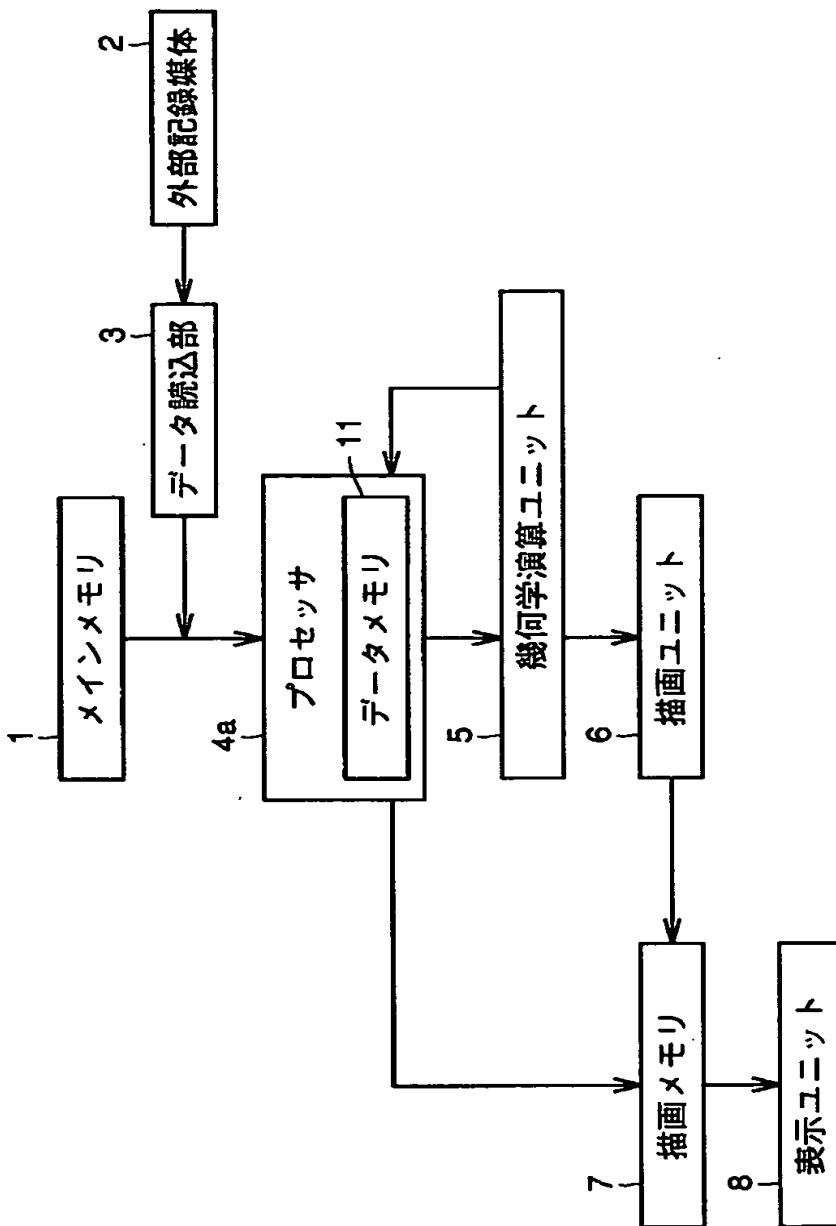 1
メインメモリ
2
外部記録媒体
3
データ読込部
4a
プロセッサ
11
データメモリ
5
幾何学演算ユニット
6
描画ユニット
7
描画メモリ
8
表示ユニット